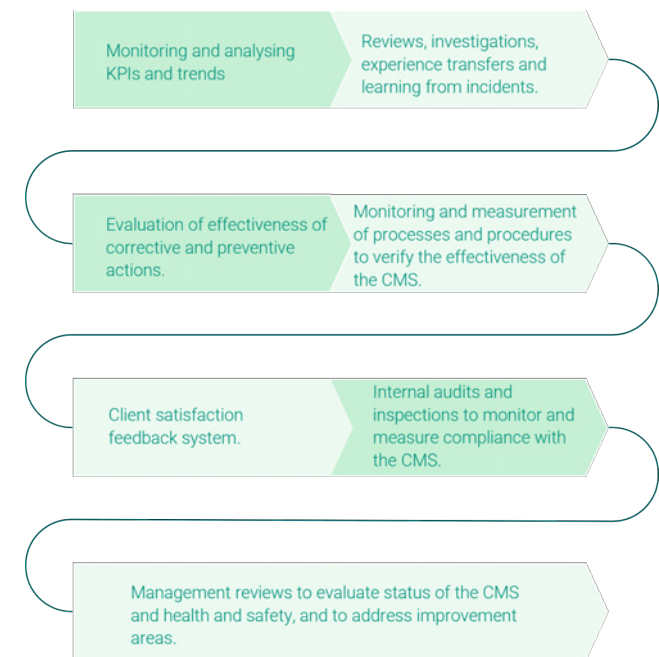 Monitoring and analysing
KPIs and trends
Reviews, investigations,
experience transfers and
learning from incidents.
Evaluation of effectiveness of
corrective and preventive
actions.
Monitoring and measurement
of processes and procedures
to verify the effectiveness of
the CMS.
Client satisfaction
feedback system.
Internal audits and
inspections to monitor and
measure compliance with
the CMS.
Management reviews to evaluate status of the CMS
and health and safety, and to address improvement
areas.